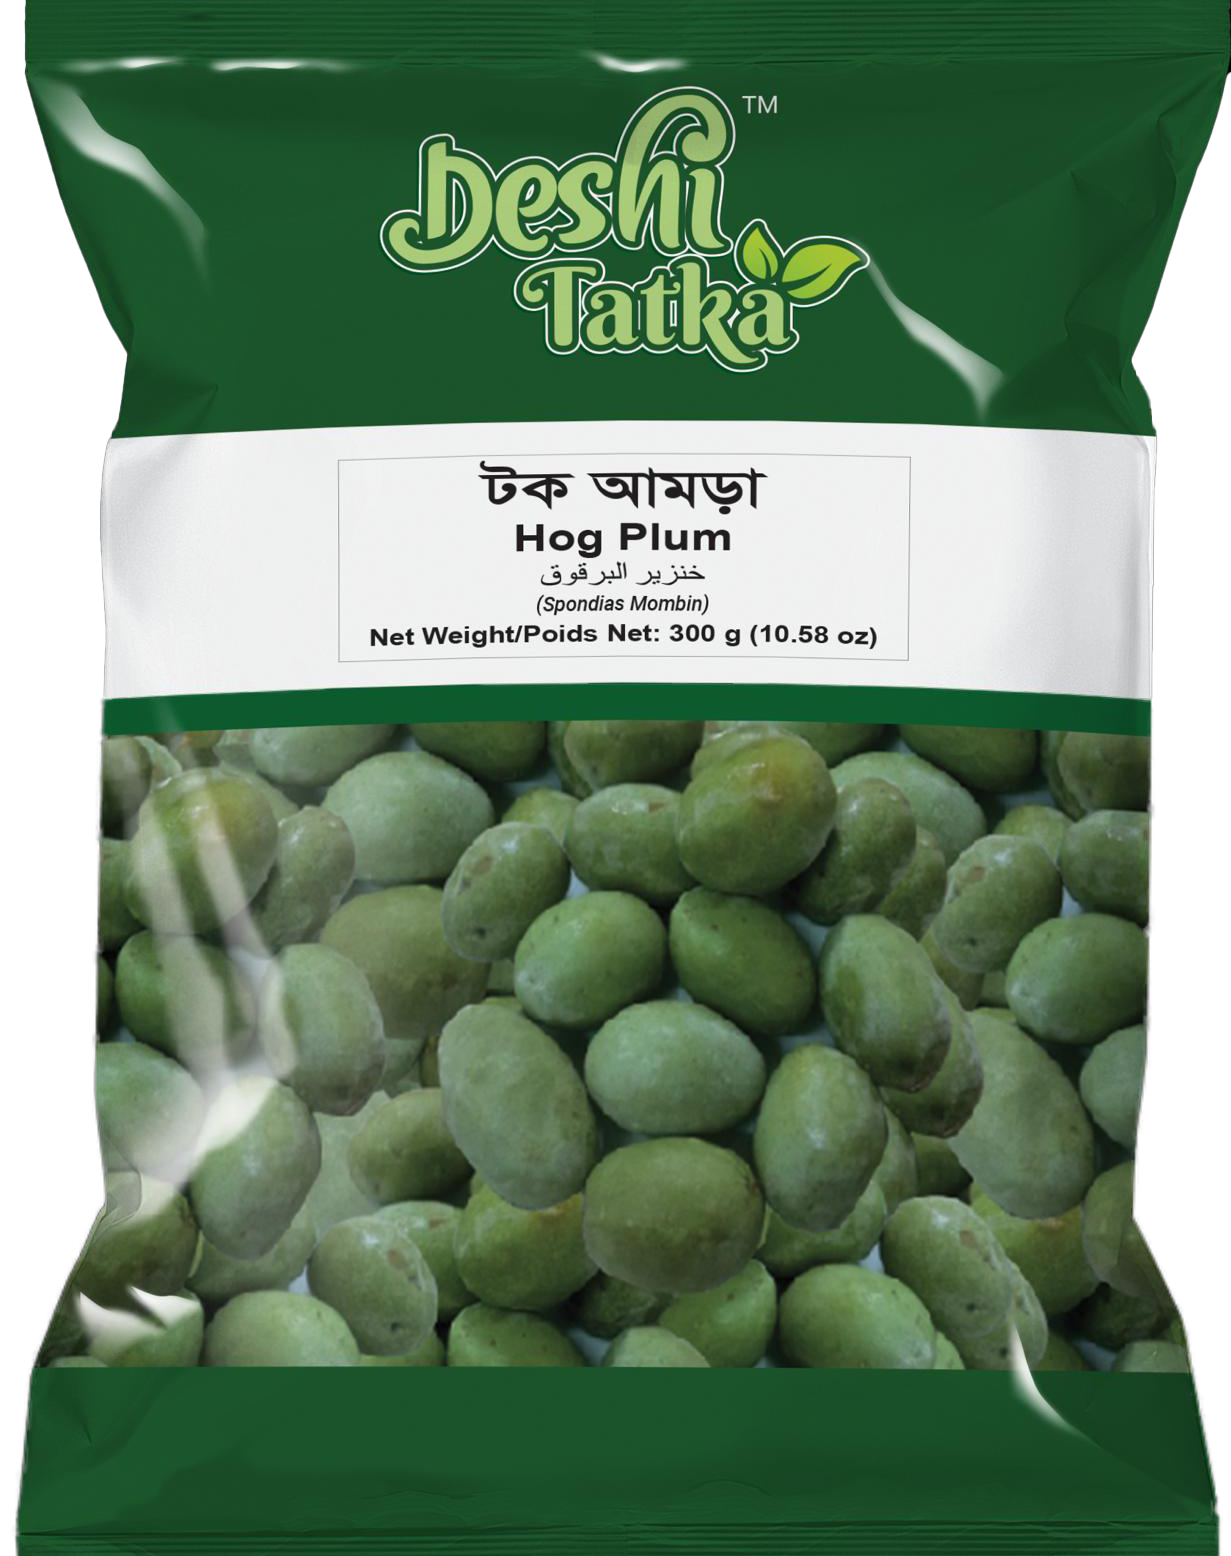 Deshi TM
Tatka
টক আমড়া
Hog Plum
خنزير البرقوق
(Spondias Mombin)
Net Weight/Poids Net: 300 g (10.58 oz)